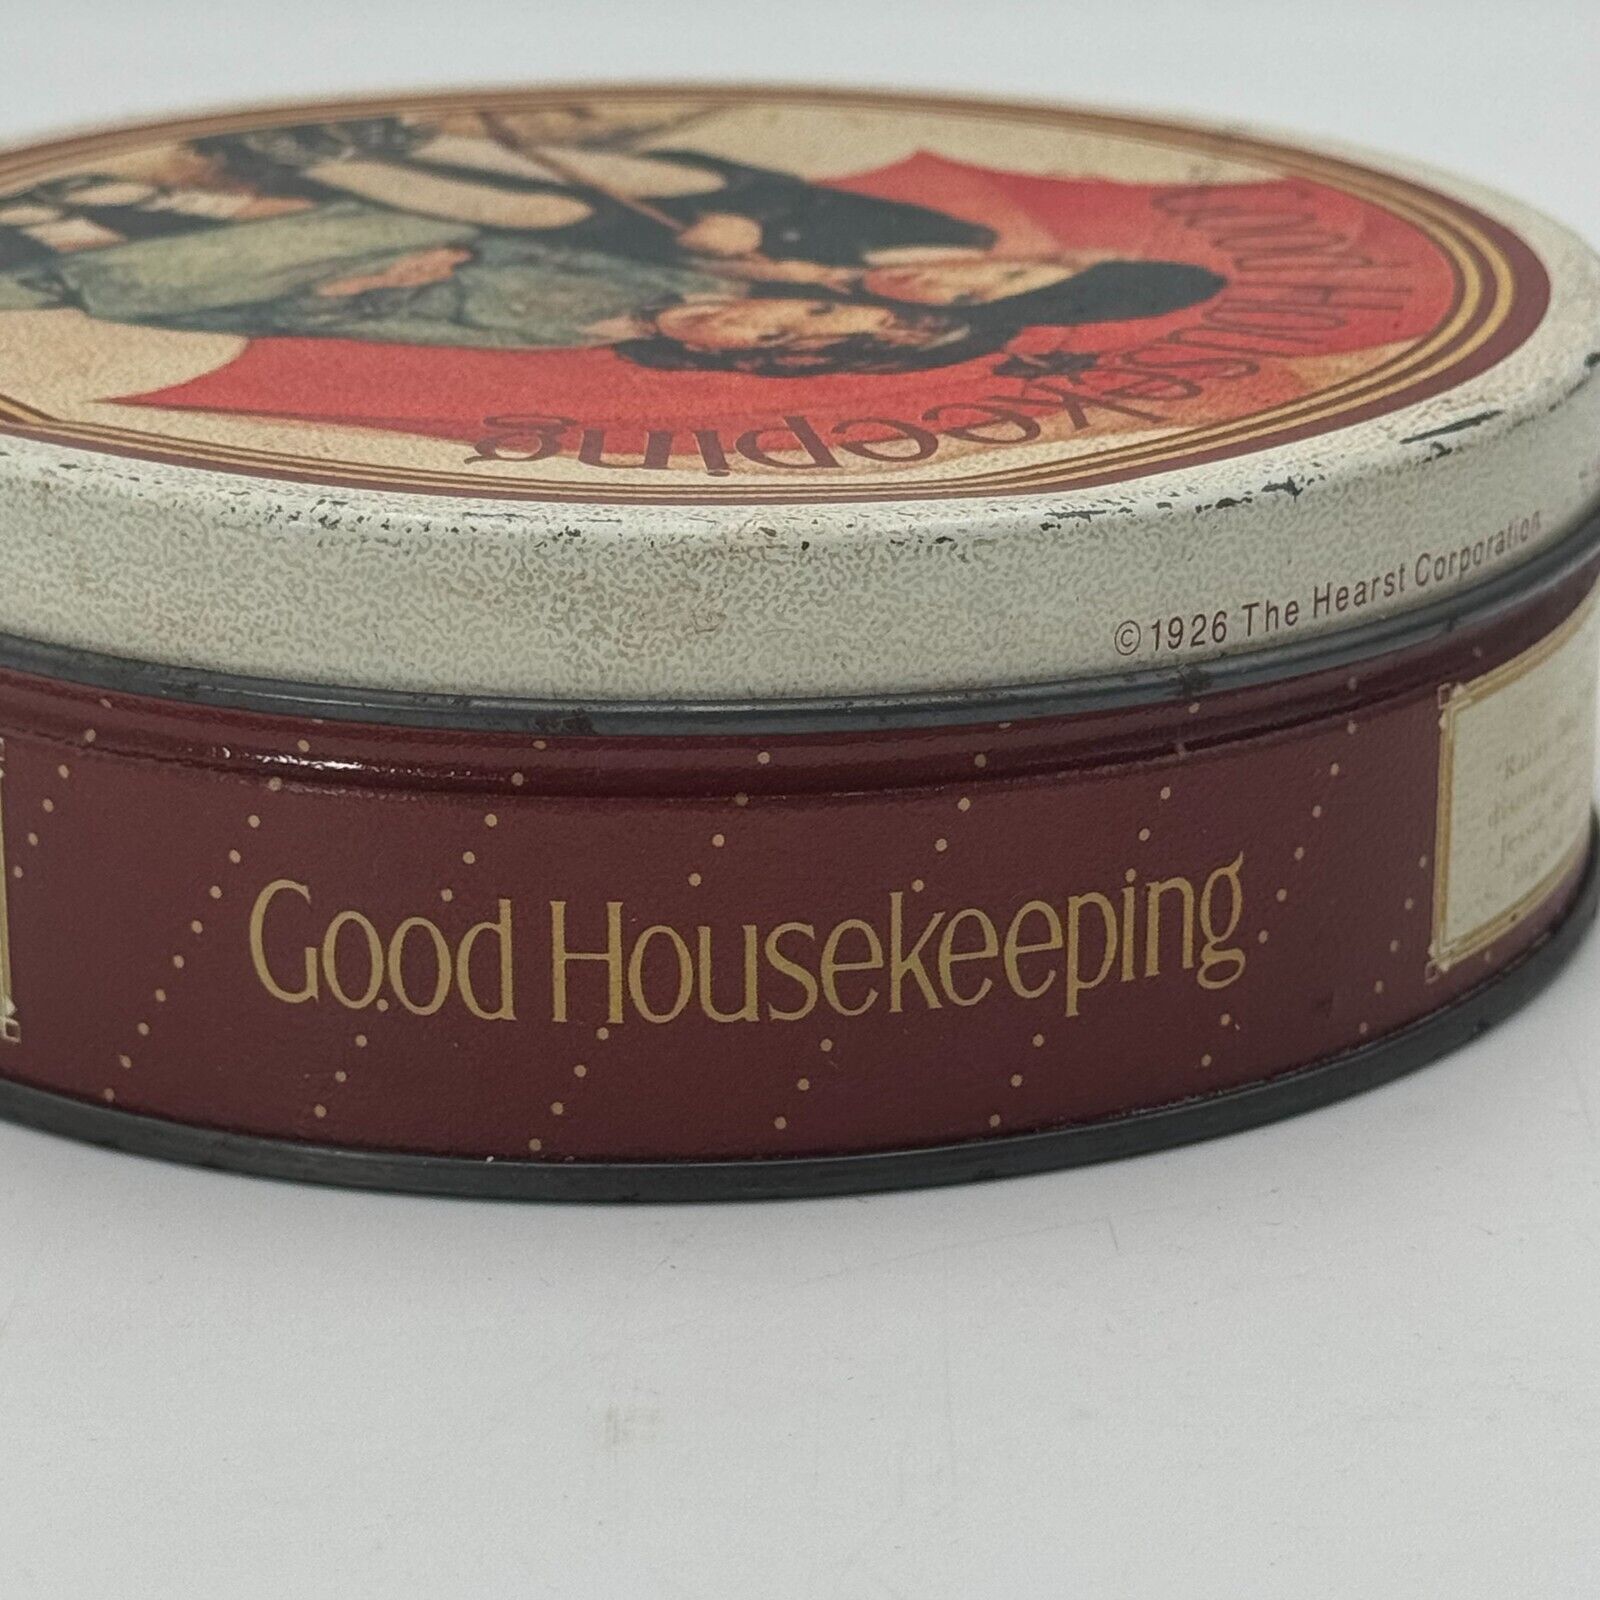 Good
Housekeeping
©1926 The Hearst Corporation
Good Housekeeping